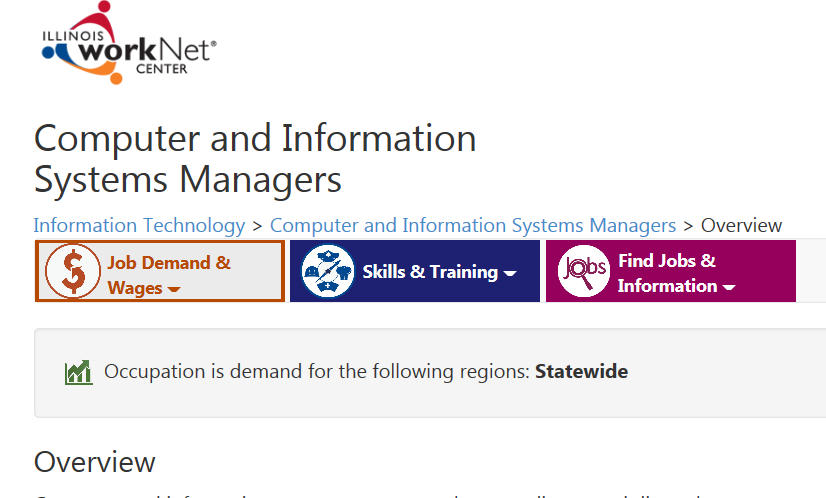 ILLINOIS
workNet®
CENTER
Computer and Information
Systems Managers
Information Technology > Computer and Information Systems Managers > Overview
Job Demand &
Wages
Skills & Training
Jobs
Find Jobs &
Information
Occupation is demand for the following regions: Statewide
Overview